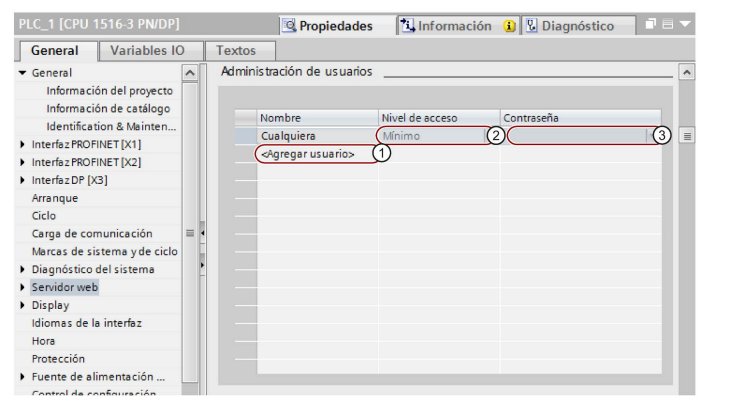 PLC_1 [CPU 1516-3 PN/DP]
Propiedades
Información
Diagnóstico
General
Variables IO
Textos
General
Información del proyecto
Información de catálogo
Identification & Mainten...
Interfaz PROFINET [X1]
Interfaz PROFINET [X2]
Interfaz DP [X3]
Arranque
Ciclo
Carga de comunicación
Marcas de sistema y de ciclo
Diagnóstico del sistema
Servidor web
Display
Idiomas de la interfaz
Hora
Protección
Fuente de alimentación ...
Control de configuración
Administración de usuarios
Nombre Nivel de acceso Contraseña
Cualquiera Mínimo 2 3
<Agregar usuario> 1